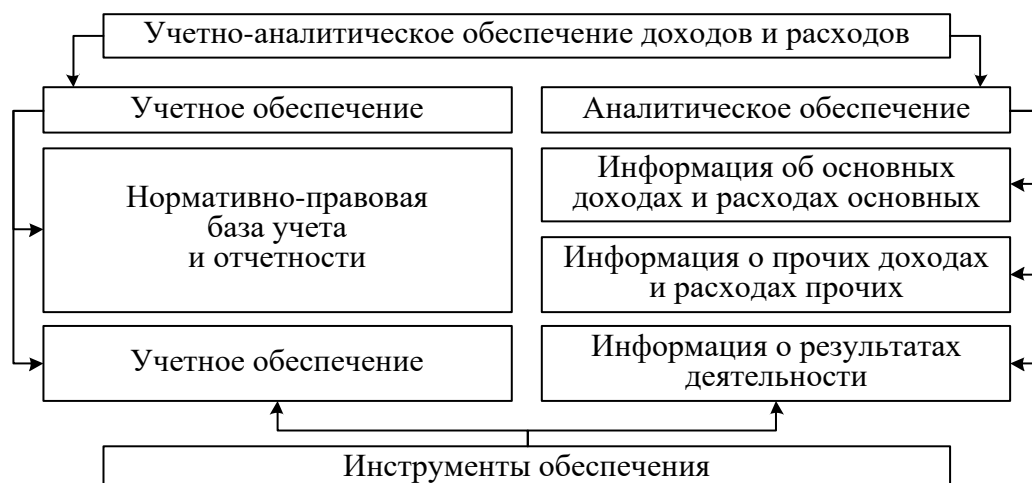 Учетно-аналитическое обеспечение доходов и расходов
Учетное обеспечение
Аналитическое обеспечение
Нормативно-правовая
база учета
и отчетности
Информация об основных
доходах и расходах основных
Информация о прочих доходах
и расходах прочих
Учетное обеспечение
Информация о результатах
деятельности
Инструменты обеспечения